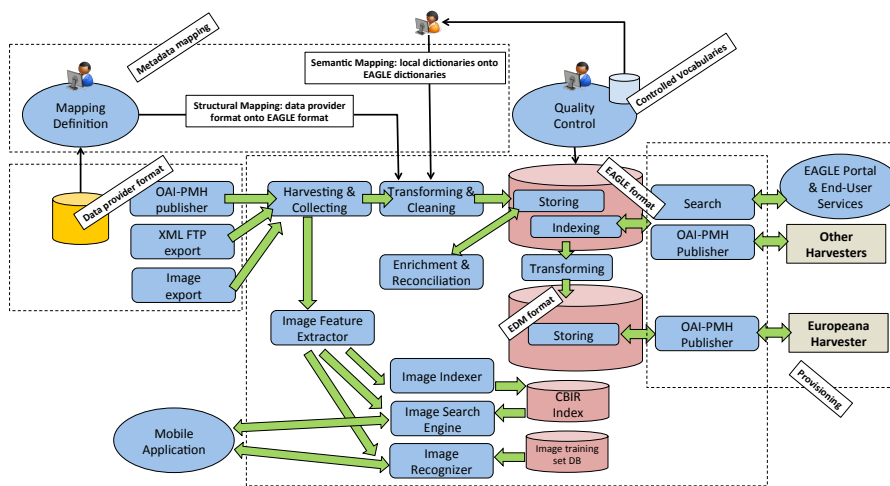 Metadata mapping
Semantic Mapping: local dictionaries onto
EAGLE dictionaries
Controlled Vocabularies
Mapping
Definition
Structural Mapping: data provider
format onto EAGLE format
Quality
Control
Data provider format
OAI-PMH
publisher
Harvesting &
Collecting
Transforming &
Cleaning
EAGLE format
Storing
Search
EAGLE Portal
& End-User
Services
XML FTP
export
Indexing
OAI-PMH
Publisher
Other
Harvesters
Image
export
Enrichment &
Reconciliation
Transforming
EDM format
Image Feature
Extractor
Storing
OAI-PMH
Publisher
Europeana
Harvester
Provisioning
Image Indexer
CBIR
Index
Image Search
Engine
Mobile
Application
Image
Recognizer
Image training
set DB